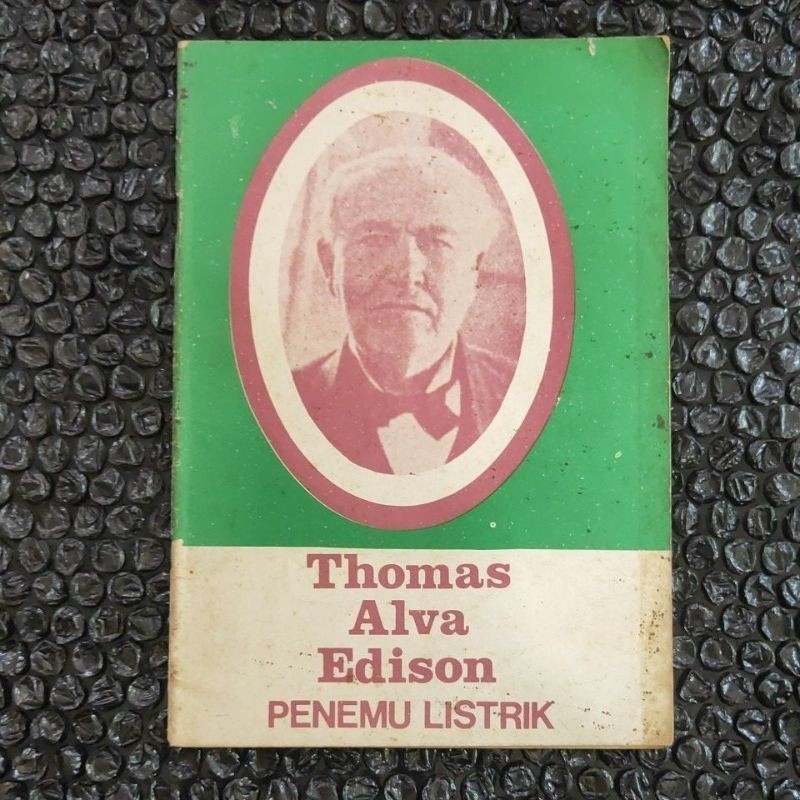 Thomas
Alva
Edison
PENEMU LISTRIK